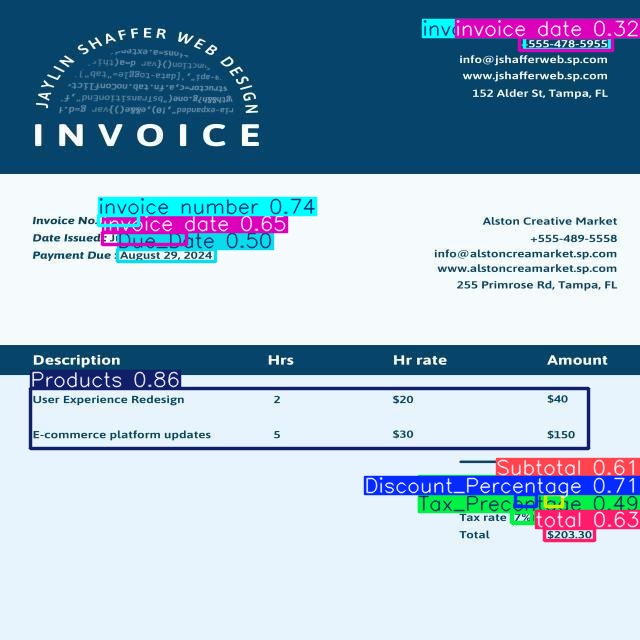 JAYLIN SHAFFER WEB DESIGN
INVOICE
invoice date 0.32
555-478-5955
info@jshafferweb.sp.com
www.jshafferweb.sp.com
152 Alder St, Tampa, FL
invoice number 0.74
Invoice No.
invoice date 0.65
Date Issued:
Due_Date 0.50
Payment Due : August 29, 2024
Alston Creative Market
+555-489-5558
info@alstoncreamarket.sp.com
www.alstoncreamarket.sp.com
255 Primrose Rd, Tampa, FL
Description Hrs Hr rate Amount
Products 0.86
User Experience Redesign 2 $20 $40
E-commerce platform updates 5 $30 $150
Subtotal 0.61
Discount_Percentage 0.71
Tax_Precentage 0.49
Tax rate 7%
total 0.63
Total $203.30